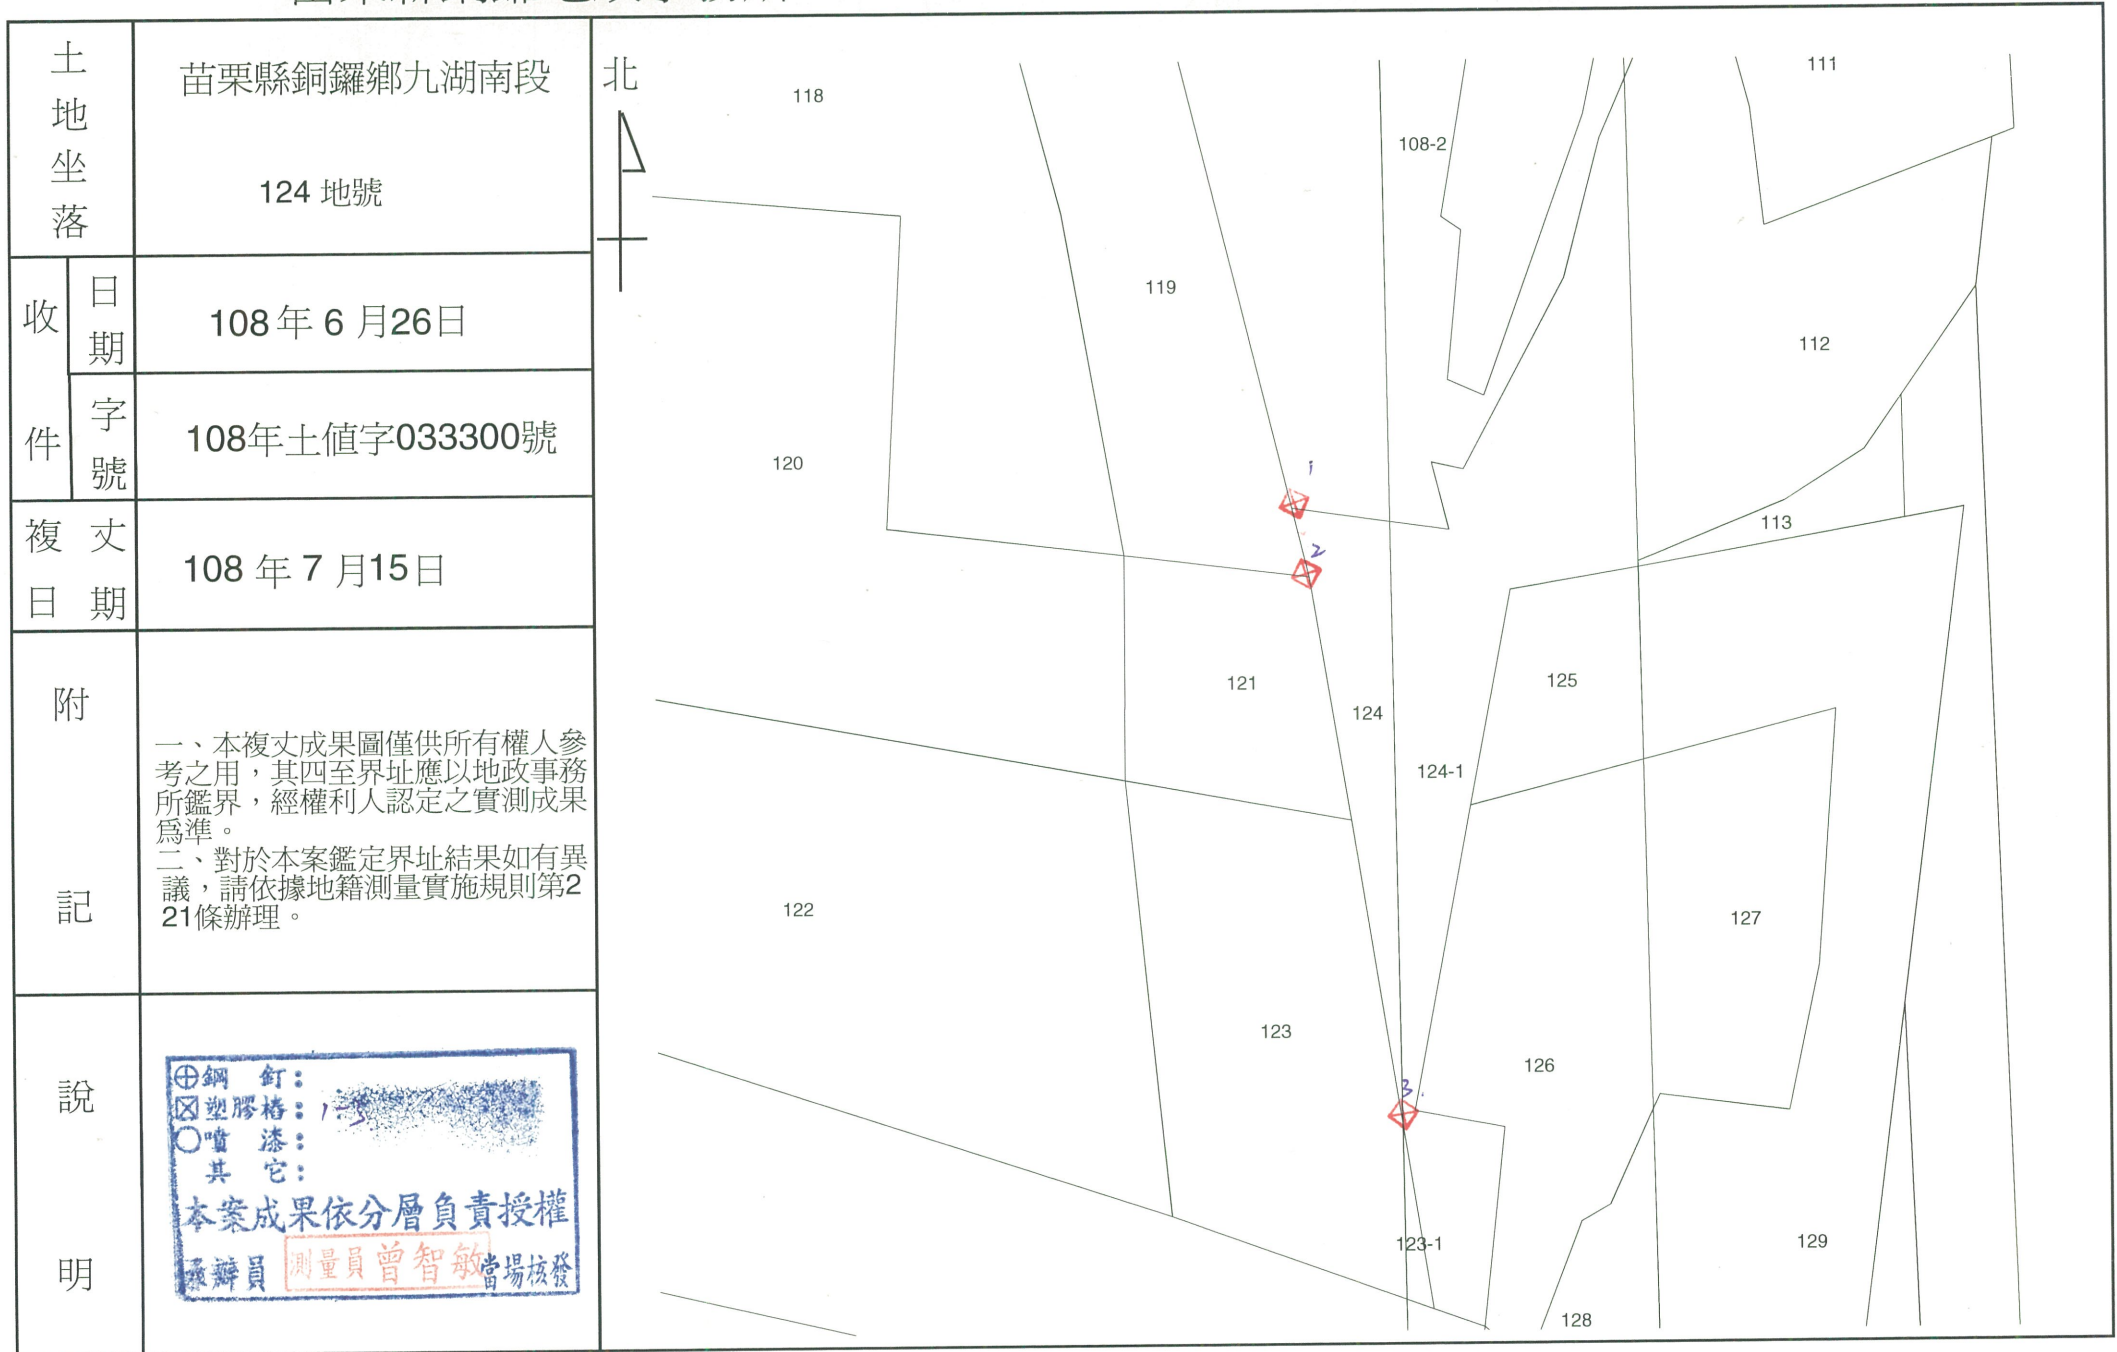 土地坐落
苗栗縣銅鑼鄉九湖南段
124 地號
收件
日期
108年 6 月26日
字號
108年土値字033300號
複丈日期
108 年 7 月15日
附記
一、本複丈成果圖僅供所有權人參
考之用，其四至界址應以地政事務
所鑑界，經權利人認定之實測成果
爲準。
二、對於本案鑑定界址結果如有異
議，請依據地籍測量實施規則第2
21條辦理。
說明
⊕鋼 釘：
☒塑膠樁：1-3
○噴 漆：
其 它：
本案成果依分層負責授權
承辦員 測量員曾智敏 當場核發
北
118
111
108-2
119
112
120
1
113
2
121
125
124
124-1
122
127
123
126
3
123-1
129
128